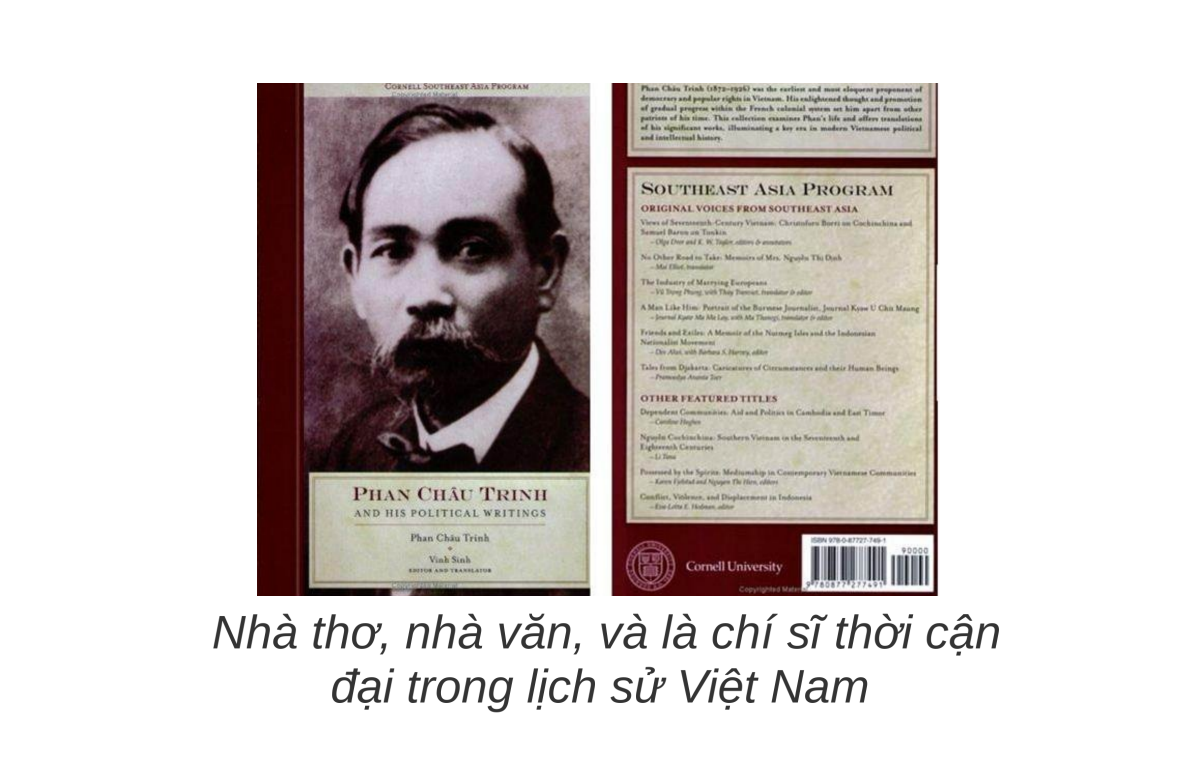 CORNELL SOUTHEAST ASIA PROGRAM
Copyrighted Material
PHAN CHÂU TRINH
AND HIS POLITICAL WRITINGS
Phan Châu Trinh
Vinh Sinh
EDITOR AND TRANSLATOR
Copyrighted Material
Phan Châu Trinh (1872–1926) was the earliest and most eloquent proponent of
democracy and popular rights in Vietnam. His enlightened thought and promotion
of gradual progress within the French colonial system set him apart from other
patriots of his time. This collection examines Phan's life and offers translations
of his significant works, illuminating a key era in modern Vietnamese political
and intellectual history.
SOUTHEAST ASIA PROGRAM
ORIGINAL VOICES FROM SOUTHEAST ASIA
Views of Seventeenth-Century Vietnam: Christoforo Borri on Cochinchina and
Samuel Baron on Tonkin
—Olga Dror and K. W. Taylor, editors & annotators
No Other Road to Take: Memoirs of Mrs. Nguyễn Thị Định
—Mai Elliott, translator
The Industry of Marrying Europeans
—Vũ Trọng Phụng, with Thúy Tranviet, translator & editor
A Man Like Him: Portrait of the Burmese Journalist, Journal Kyaw U Chit Maung
—Journal Kyaw Ma Ma Lay, with Ma Thanegi, translator & editor
Friends and Exiles: A Memoir of the Nutmeg Isles and the Indonesian
Nationalist Movement
—Des Alwi, with Barbara S. Harvey, editor
Tales from Djakarta: Caricatures of Circumstances and their Human Beings
—Pramoedya Ananta Toer
OTHER FEATURED TITLES
Dependent Communities: Aid and Politics in Cambodia and East Timor
—Caroline Hughes
Nguyễn Cochinchina: Southern Vietnam in the Seventeenth and
Eighteenth Centuries
—Li Tana
Possessed by the Spirits: Mediumship in Contemporary Vietnamese Communities
—Karen Fjelstad and Nguyen Thi Hien, editors
Conflict, Violence, and Displacement in Indonesia
—Eva-Lotta E. Hedman, editor
ISBN 978-0-87727-749-1
90000
9 780877 277491
Cornell University
Copyrighted Mater
Nhà thơ, nhà văn, và là chí sĩ thời cận
đại trong lịch sử Việt Nam